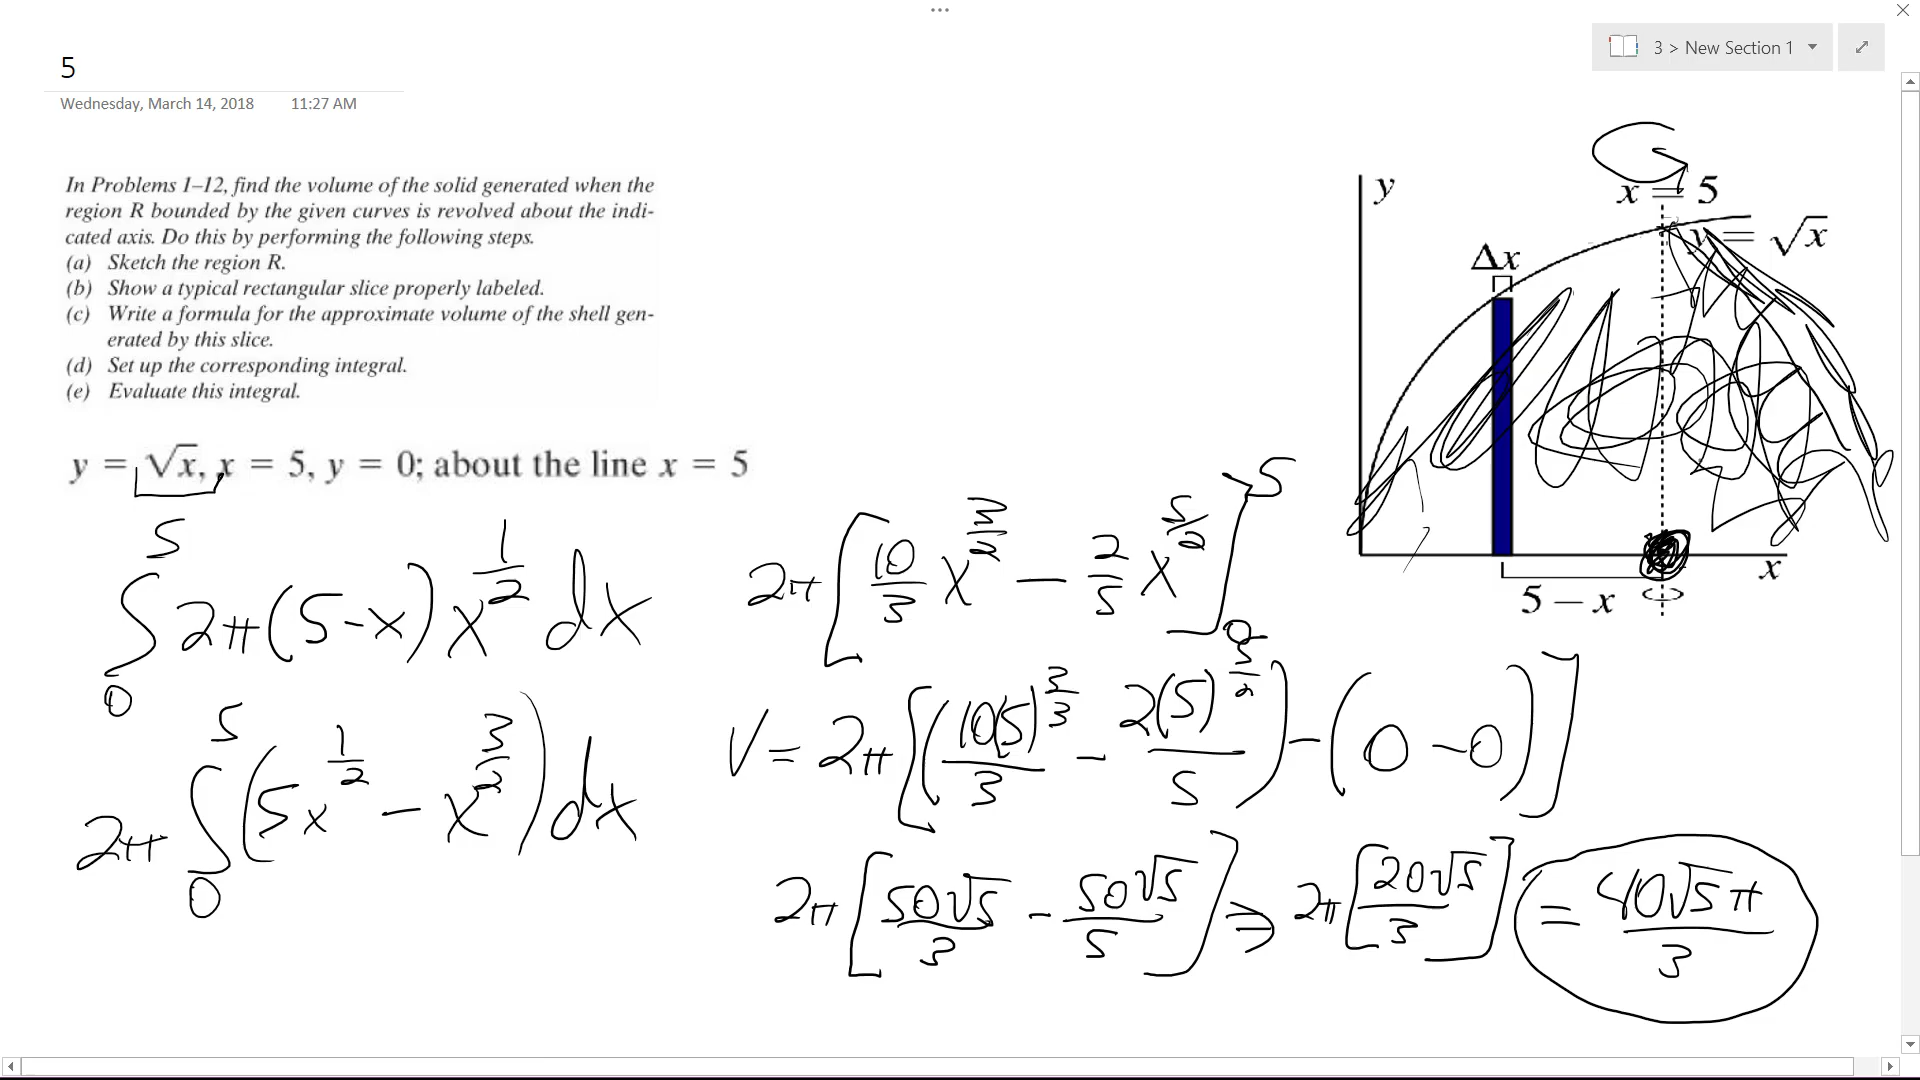 3 > New Section 1
5
Wednesday, March 14, 2018 11:27 AM
In Problems 1–12, find the volume of the solid generated when the
region R bounded by the given curves is revolved about the indi-
cated axis. Do this by performing the following steps.
(a) Sketch the region R.
(b) Show a typical rectangular slice properly labeled.
(c) Write a formula for the approximate volume of the shell gen-
erated by this slice.
(d) Set up the corresponding integral.
(e) Evaluate this integral.
y = √x, x = 5, y = 0; about the line x = 5
y
x = 5
y = √x
Δx
x
5 – x
∫₀⁵ 2π(5-x) x^(1/2) dx
2π ∫₀⁵ (5x^(1/2) - x^(3/2)) dx
2π [10/3 x^(3/2) - 2/5 x^(5/2)]₀⁵
V = 2π [(10(5)^(3/3)/3 - 2(5)^(5/2)/5) - (0 - 0)]
2π [50√5/3 - 50√5/5] ⇒ 2π [20√5/3] = 40√5π/3